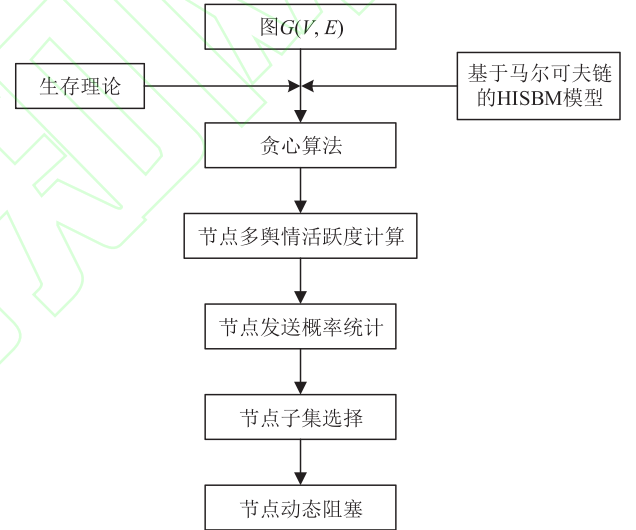 图G(V, E)
生存理论
基于马尔可夫链
的HISBM模型
贪心算法
节点多舆情活跃度计算
节点发送概率统计
节点子集选择
节点动态阻塞